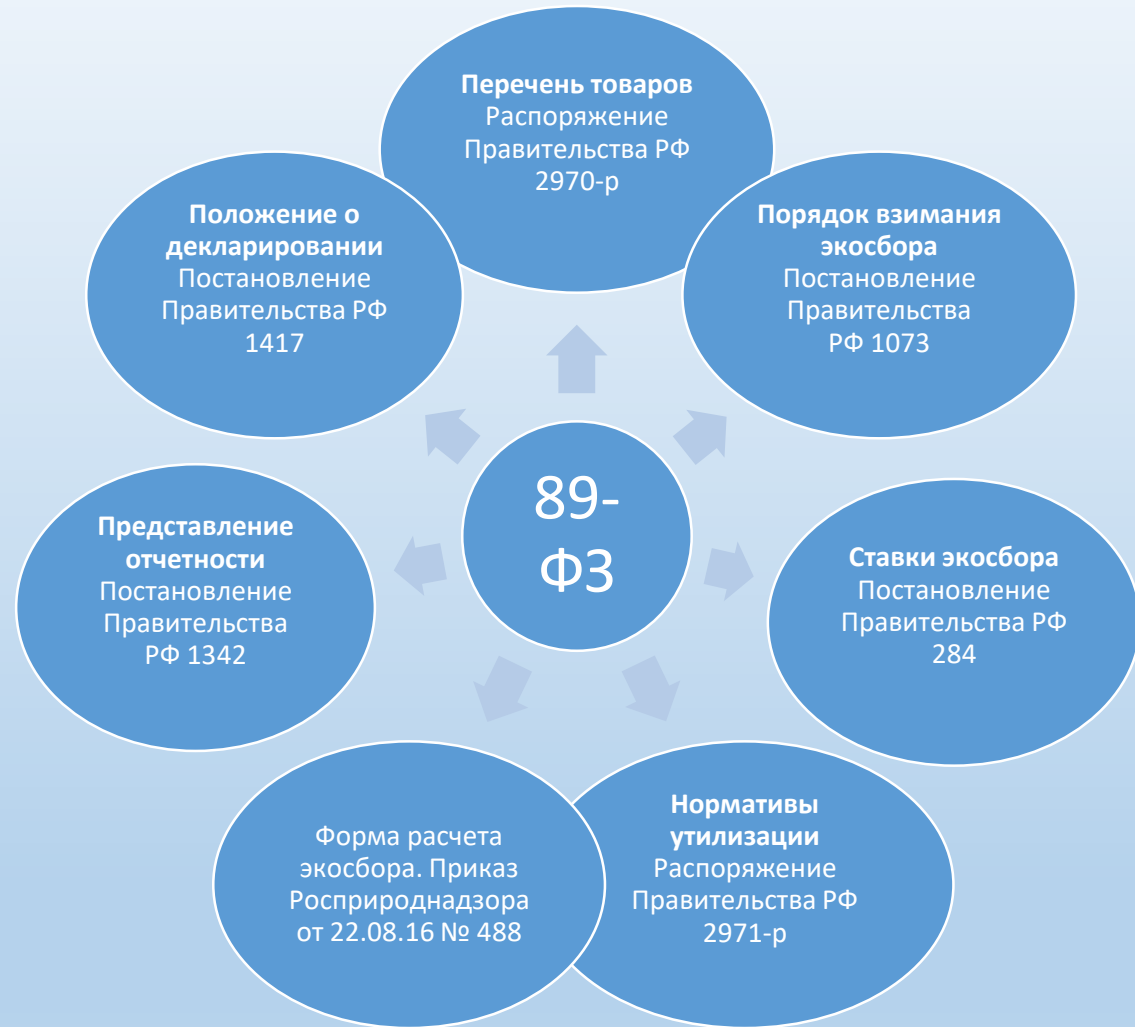 Перечень товаров
Распоряжение
Правительства РФ
2970-р
Порядок взимания
экосбора
Постановление
Правительства
РФ 1073
Ставки экосбора
Постановление
Правительства РФ
284
Нормативы
утилизации
Распоряжение
Правительства РФ
2971-р
Форма расчета
экосбора. Приказ
Росприроднадзора
от 22.08.16 № 488
Представление
отчетности
Постановление
Правительства
РФ 1342
Положение о
декларировании
Постановление
Правительства РФ
1417
89-
ФЗ